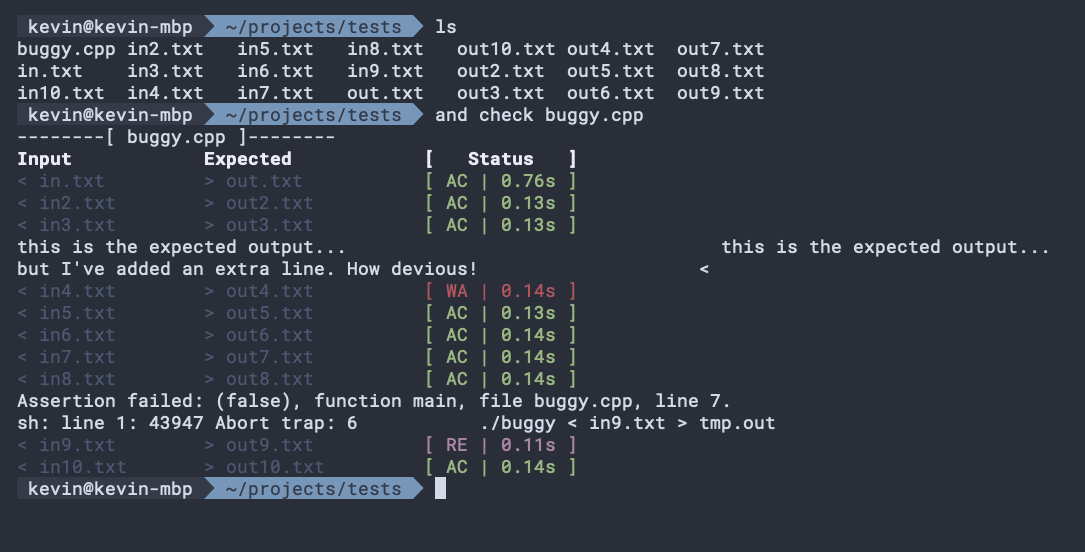 kevin@kevin-mbp ~/projects/tests ls
buggy.cpp in2.txt in5.txt in8.txt out10.txt out4.txt out7.txt
in.txt in3.txt in6.txt in9.txt out2.txt out5.txt out8.txt
in10.txt in4.txt in7.txt out.txt out3.txt out6.txt out9.txt
kevin@kevin-mbp ~/projects/tests and check buggy.cpp
--------[ buggy.cpp ]--------
Input Expected [ Status ]
< in.txt > out.txt [ AC | 0.76s ]
< in2.txt > out2.txt [ AC | 0.13s ]
< in3.txt > out3.txt [ AC | 0.13s ]
this is the expected output... this is the expected output...
but I've added an extra line. How devious! <
< in4.txt > out4.txt [ WA | 0.14s ]
< in5.txt > out5.txt [ AC | 0.13s ]
< in6.txt > out6.txt [ AC | 0.14s ]
< in7.txt > out7.txt [ AC | 0.14s ]
< in8.txt > out8.txt [ AC | 0.14s ]
Assertion failed: (false), function main, file buggy.cpp, line 7.
sh: line 1: 43947 Abort trap: 6 ./buggy < in9.txt > tmp.out
< in9.txt > out9.txt [ RE | 0.11s ]
< in10.txt > out10.txt [ AC | 0.14s ]
kevin@kevin-mbp ~/projects/tests